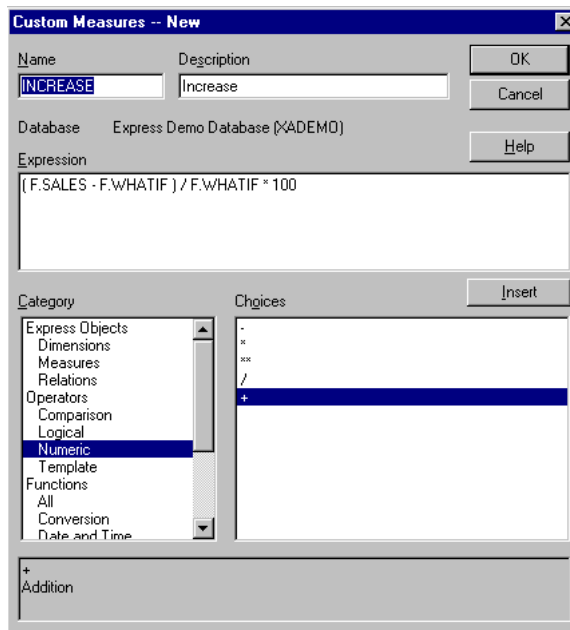 Custom Measures -- New
Name
Description
OK
INCREASE
Increase
Cancel
Database Express Demo Database (XADEMO)
Help
Expression
( F.SALES - F.WHATIF ) / F.WHATIF * 100
Insert
Category
Choices
Express Objects
Dimensions
Measures
Relations
Operators
Comparison
Logical
Numeric
Template
Functions
All
Conversion
Date and Time
-
*
**
/
+
+
Addition